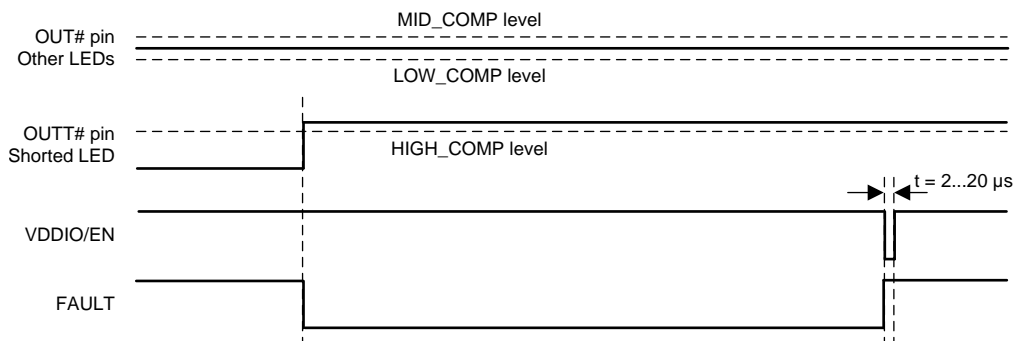 MID_COMP level
OUT# pin
Other LEDs
LOW_COMP level
OUTT# pin
Shorted LED
HIGH_COMP level
t = 2...20 µs
VDDIO/EN
FAULT